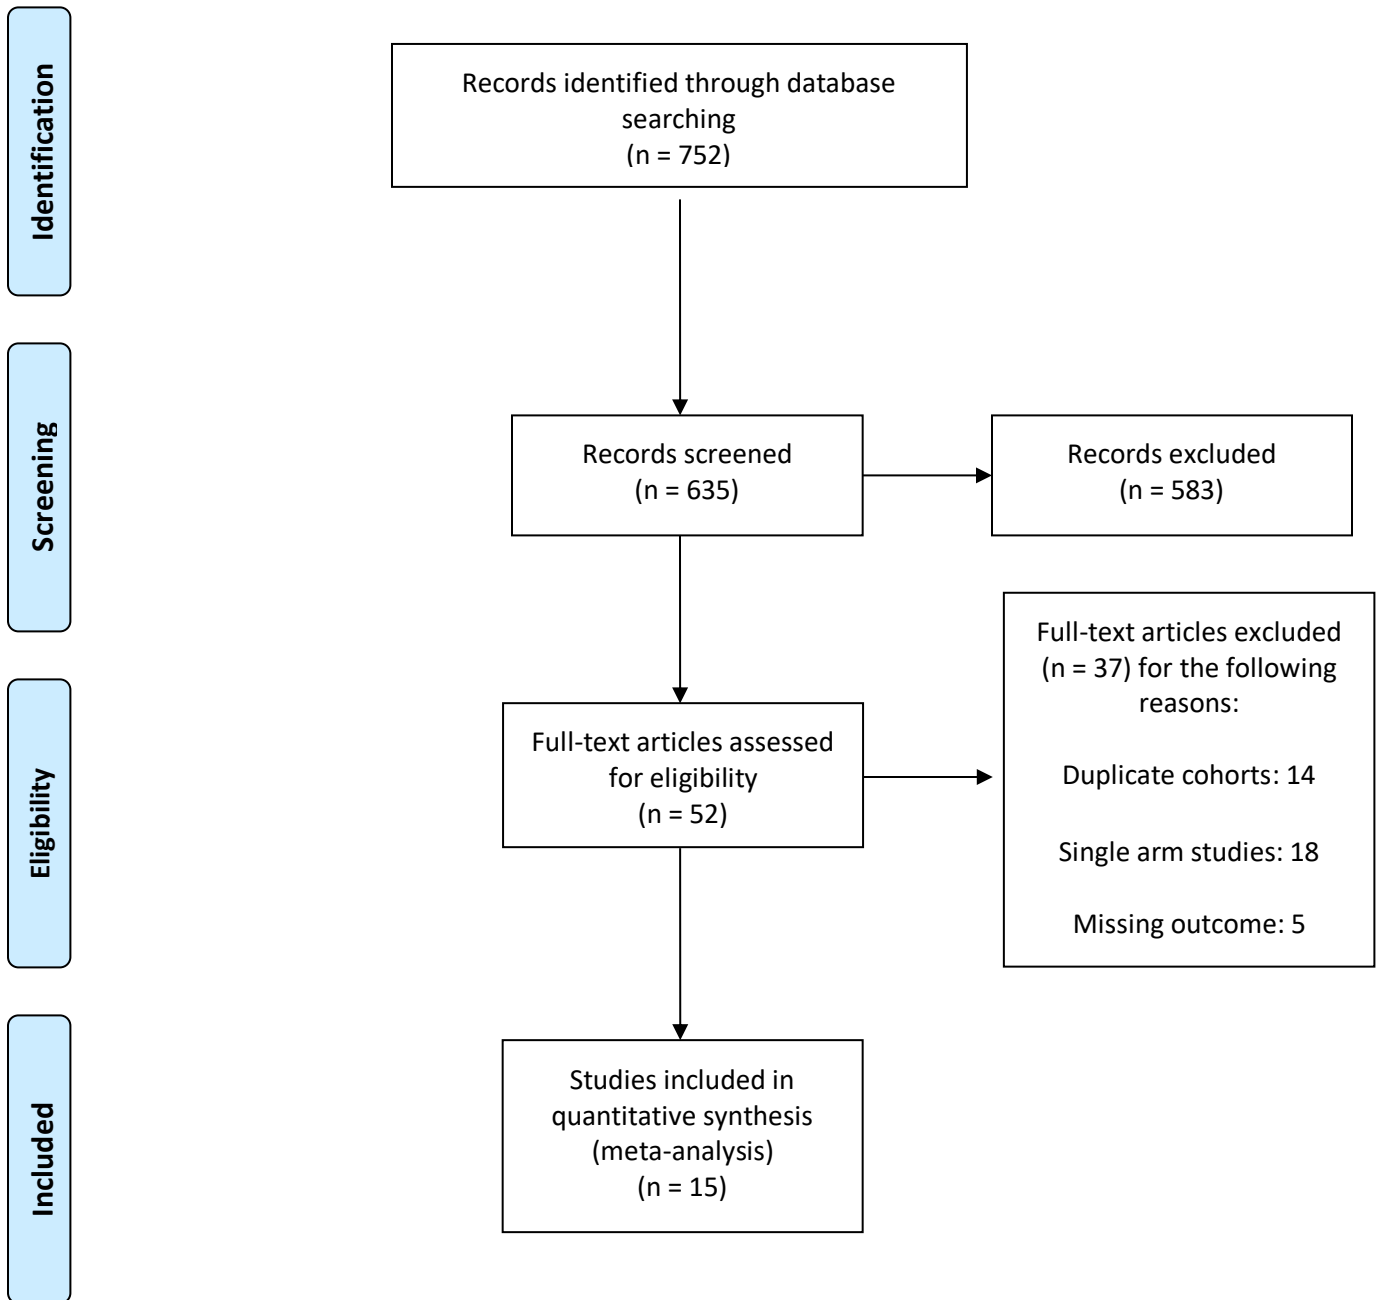 Identification
Records identified through database
searching
(n = 752)
Screening
Records screened
(n = 635)
Records excluded
(n = 583)
Eligibility
Full-text articles assessed
for eligibility
(n = 52)
Full-text articles excluded
(n = 37) for the following
reasons:
Duplicate cohorts: 14
Single arm studies: 18
Missing outcome: 5
Included
Studies included in
quantitative synthesis
(meta-analysis)
(n = 15)